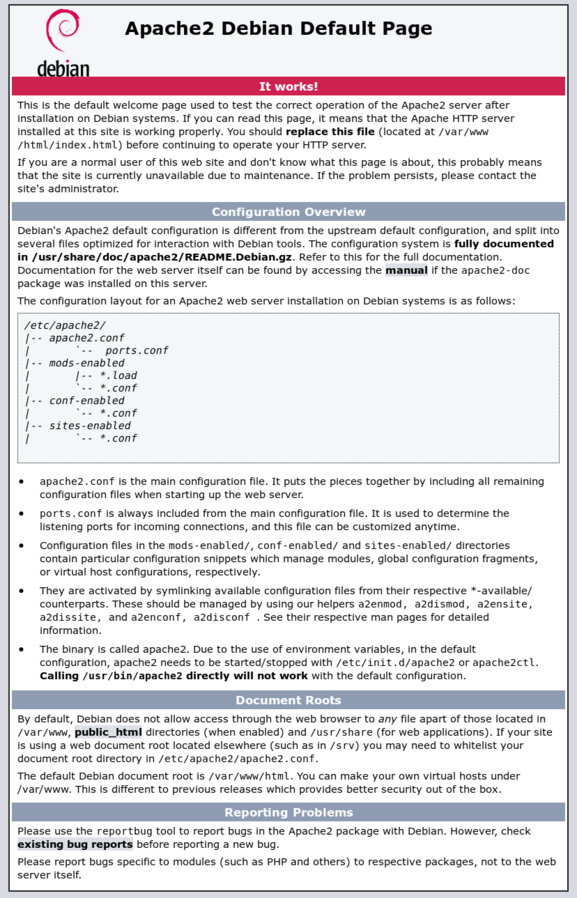 Apache2 Debian Default Page
debian
It works!
This is the default welcome page used to test the correct operation of the Apache2 server after
installation on Debian systems. If you can read this page, it means that the Apache HTTP server
installed at this site is working properly. You should replace this file (located at /var/www
/html/index.html) before continuing to operate your HTTP server.
If you are a normal user of this web site and don't know what this page is about, this probably means
that the site is currently unavailable due to maintenance. If the problem persists, please contact the
site's administrator.
Configuration Overview
Debian's Apache2 default configuration is different from the upstream default configuration, and split into
several files optimized for interaction with Debian tools. The configuration system is fully documented
in /usr/share/doc/apache2/README.Debian.gz. Refer to this for the full documentation.
Documentation for the web server itself can be found by accessing the manual if the apache2-doc
package was installed on this server.
The configuration layout for an Apache2 web server installation on Debian systems is as follows:
/etc/apache2/
|-- apache2.conf
|       `--  ports.conf
|-- mods-enabled
|       |-- *.load
|       `-- *.conf
|-- conf-enabled
|       `-- *.conf
|-- sites-enabled
|       `-- *.conf
• apache2.conf is the main configuration file. It puts the pieces together by including all remaining
configuration files when starting up the web server.
• ports.conf is always included from the main configuration file. It is used to determine the
listening ports for incoming connections, and this file can be customized anytime.
• Configuration files in the mods-enabled/, conf-enabled/ and sites-enabled/ directories
contain particular configuration snippets which manage modules, global configuration fragments,
or virtual host configurations, respectively.
• They are activated by symlinking available configuration files from their respective *-available/
counterparts. These should be managed by using our helpers a2enmod, a2dismod, a2ensite,
a2dissite, and a2enconf, a2disconf . See their respective man pages for detailed
information.
• The binary is called apache2. Due to the use of environment variables, in the default
configuration, apache2 needs to be started/stopped with /etc/init.d/apache2 or apache2ctl.
Calling /usr/bin/apache2 directly will not work with the default configuration.
Document Roots
By default, Debian does not allow access through the web browser to any file apart of those located in
/var/www, public_html directories (when enabled) and /usr/share (for web applications). If your site
is using a web document root located elsewhere (such as in /srv) you may need to whitelist your
document root directory in /etc/apache2/apache2.conf.
The default Debian document root is /var/www/html. You can make your own virtual hosts under
/var/www. This is different to previous releases which provides better security out of the box.
Reporting Problems
Please use the reportbug tool to report bugs in the Apache2 package with Debian. However, check
existing bug reports before reporting a new bug.
Please report bugs specific to modules (such as PHP and others) to respective packages, not to the web
server itself.